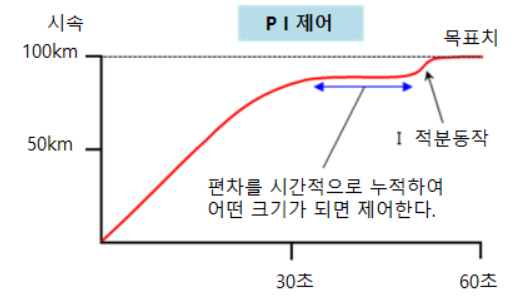 시속
P I 제어
100km
목표치
50km
I 적분동작
편차를 시간적으로 누적하여
어떤 크기가 되면 제어한다.
30초
60초